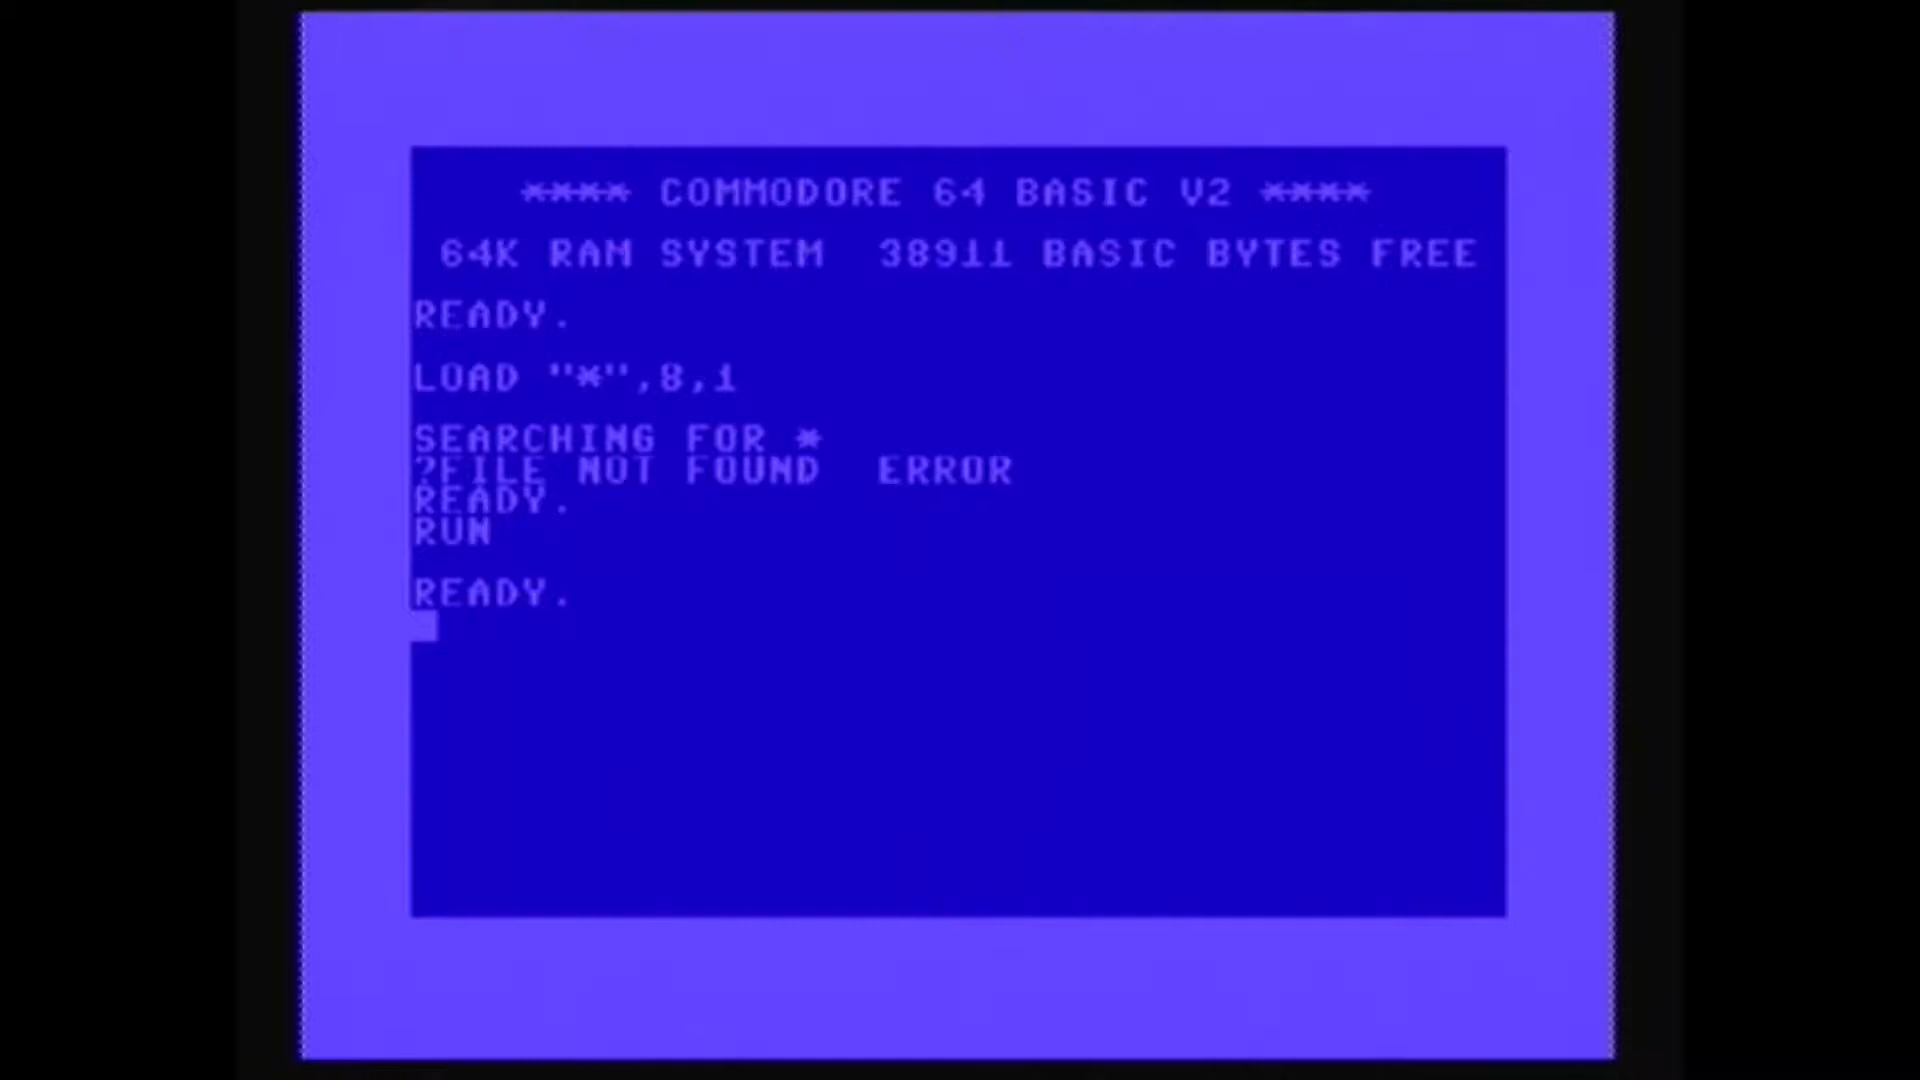 **** COMMODORE 64 BASIC V2 ****
64K RAM SYSTEM  38911 BASIC BYTES FREE
READY.
LOAD "*",8,1
SEARCHING FOR *
?FILE NOT FOUND  ERROR
READY.
RUN
READY.